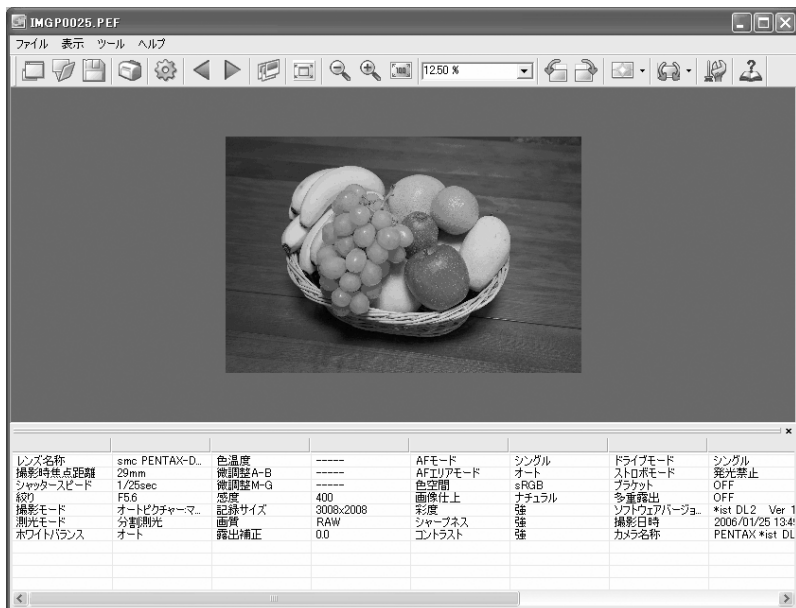 IMGP0025.PEF
ファイル 表示 ツール ヘルプ
100 12.50 %
レンズ名称 smc PENTAX-D... 色温度 ----- AFモード シングル ドライブモード シングル
撮影時焦点距離 29mm 微調整A-B ----- AFエリアモード オート ストロボモード 発光禁止
シャッタースピード 1/25sec 微調整M-G ----- 色空間 sRGB ブラケット OFF
絞り F5.6 感度 400 画像仕上 ナチュラル 多重露出 OFF
撮影モード オートピクチャー:マ... 記録サイズ 3008x2008 彩度 強 ソフトウェアバージョ... *ist DL2 Ver 1
測光モード 分割測光 画質 RAW シャープネス 強 撮影日時 2006/01/25 13:4
ホワイトバランス オート 露出補正 0.0 コントラスト 強 カメラ名称 PENTAX *ist DL